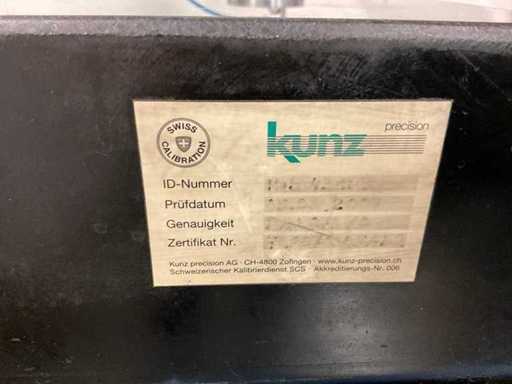 SWISS
CALIBRATION
kunz precision
ID-Nummer
Prüfdatum
Genauigkeit
Zertifikat Nr.
Kunz precision AG · CH-4800 Zofingen · www.kunz-precision.ch
Schweizerischer Kalibrierdienst SCS · Akkreditierungs-Nr. 006